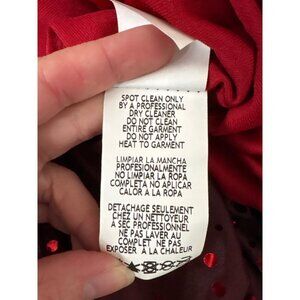 SPOT CLEAN ONLY
BY A PROFESSIONAL
DRY CLEANER
DO NOT CLEAN
ENTIRE GARMENT
DO NOT APPLY
HEAT TO GARMENT
LIMPIAR LA MANCHA
PROFESIONALMENTE
NO LIMPIAR LA ROPA
COMPLETA NO APLICAR
CALOR A LA ROPA
DETACHAGE SEULEMENT
CHEZ UN NETTOYEUR
A SEC PROFESSIONEL
NE PAS LAVER AU
COMPLET NE PAS
EXPOSER A LA CHALEUR